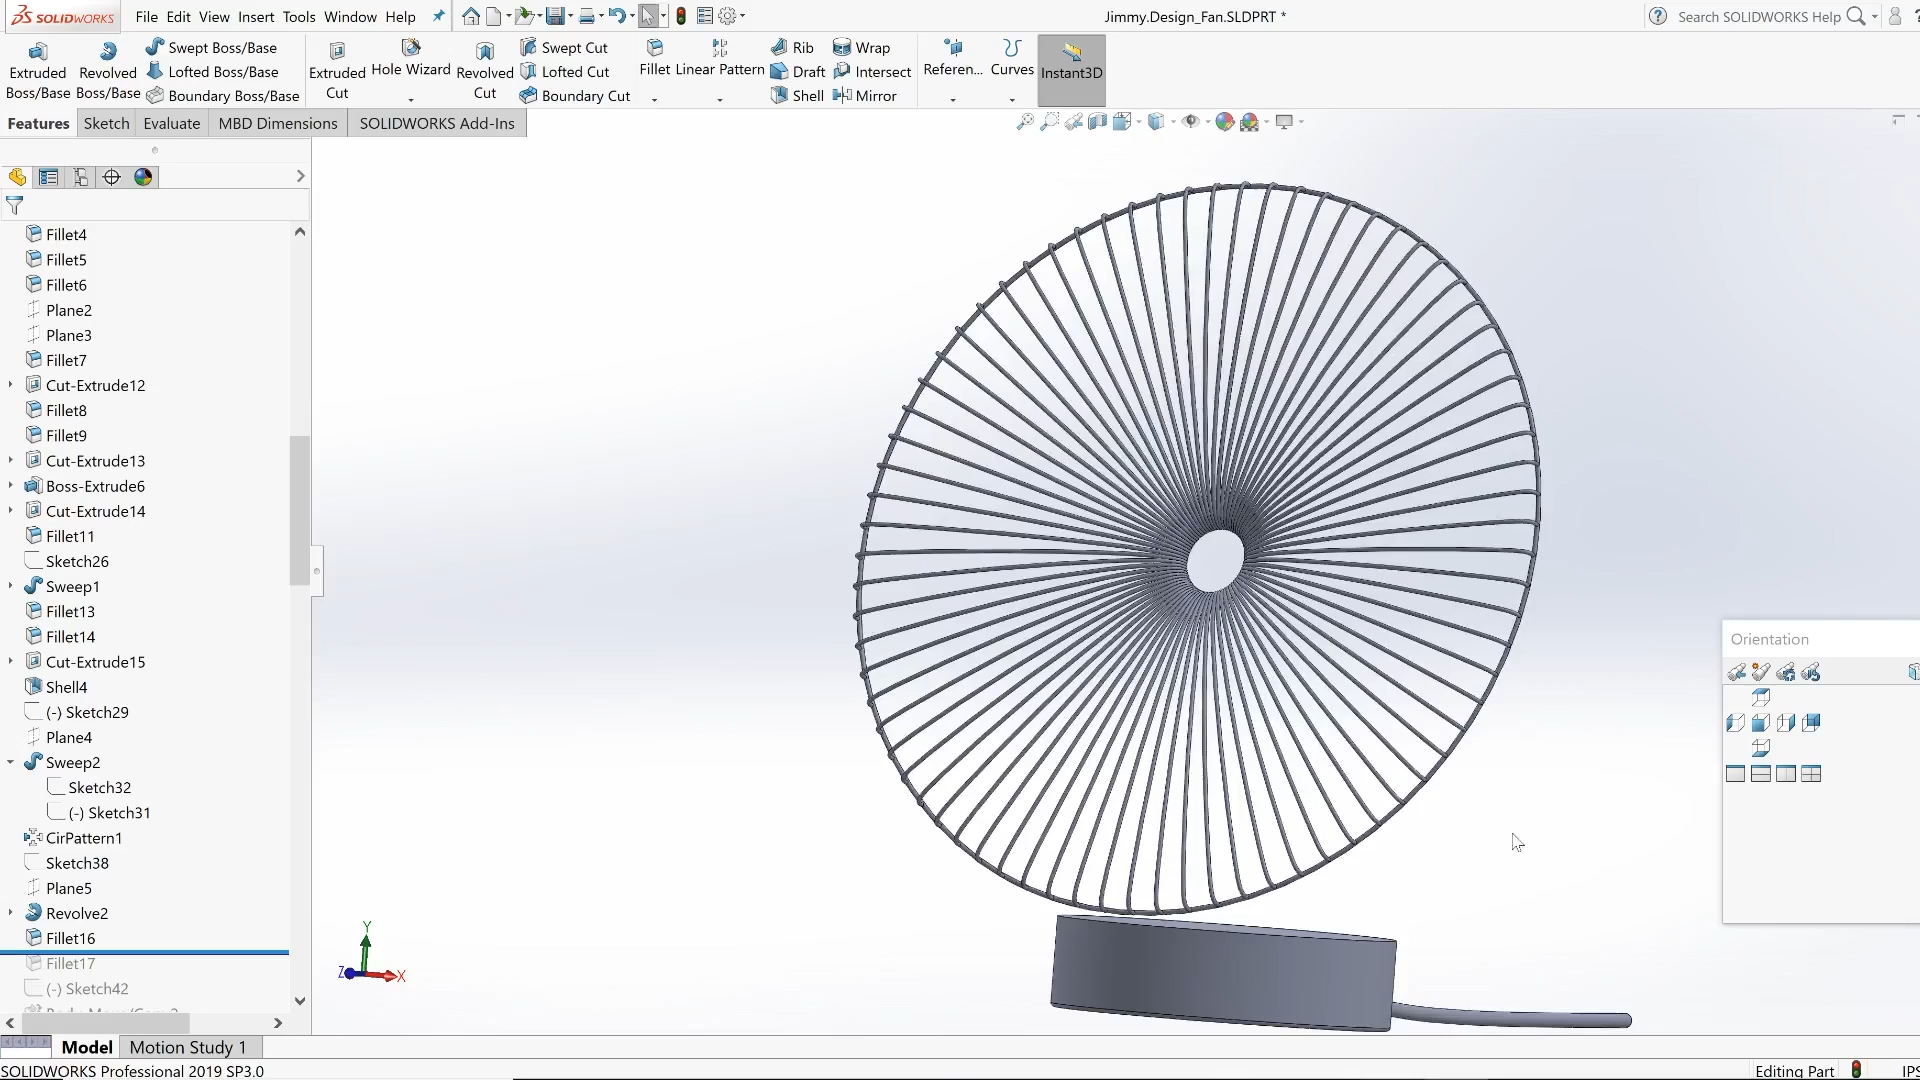 SOLIDWORKS
File Edit View Insert Tools Window Help
Jimmy.Design_Fan.SLDPRT *
Search SOLIDWORKS Help
Extruded Boss/Base
Revolved Boss/Base
Swept Boss/Base
Lofted Boss/Base
Boundary Boss/Base
Extruded Cut
Hole Wizard
Revolved Cut
Swept Cut
Lofted Cut
Boundary Cut
Fillet
Linear Pattern
Rib
Draft
Shell
Wrap
Intersect
Mirror
Referen...
Curves
Instant3D
Features Sketch Evaluate MBD Dimensions SOLIDWORKS Add-Ins
Fillet4
Fillet5
Fillet6
Plane2
Plane3
Fillet7
Cut-Extrude12
Fillet8
Fillet9
Cut-Extrude13
Boss-Extrude6
Cut-Extrude14
Fillet11
Sketch26
Sweep1
Fillet13
Fillet14
Cut-Extrude15
Shell4
(-) Sketch29
Plane4
Sweep2
Sketch32
(-) Sketch31
CirPattern1
Sketch38
Plane5
Revolve2
Fillet16
Fillet17
(-) Sketch42
Y
Z
X
Orientation
Model Motion Study 1
SOLIDWORKS Professional 2019 SP3.0
Editing Part
IPS